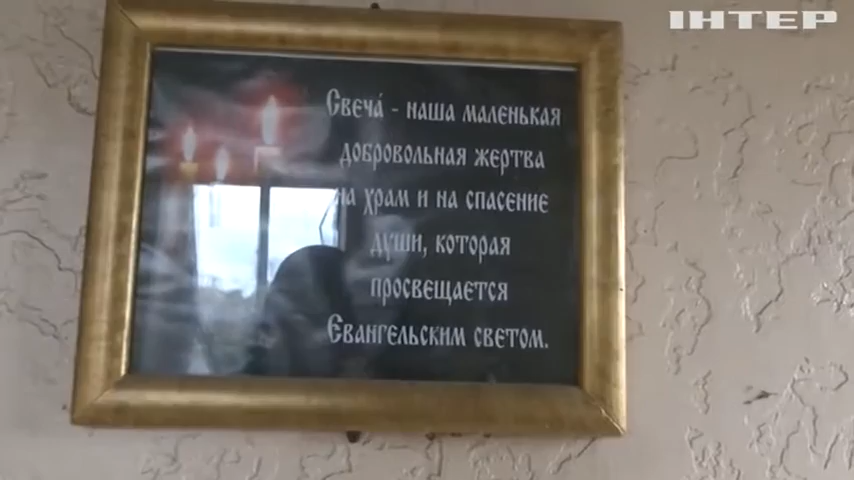 ІНТЕР
Свеча́ - наша маленькая
добровольная жертва
на храм и на спасение
души, которая
просвещается
Евангельским светом.